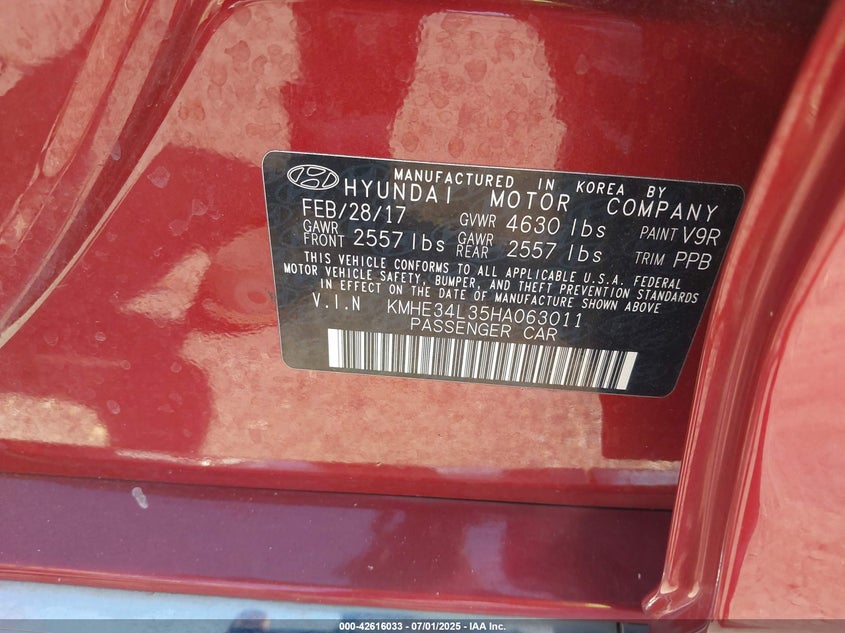 MANUFACTURED IN KOREA BY
HYUNDAI MOTOR COMPANY
FEB/28/17 GVWR 4630 lbs PAINT V9R
GAWR FRONT 2557 lbs GAWR REAR 2557 lbs TRIM PPB
THIS VEHICLE CONFORMS TO ALL APPLICABLE U.S.A. FEDERAL
MOTOR VEHICLE SAFETY, BUMPER, AND THEFT PREVENTION STANDARDS
IN EFFECT ON THE DATE OF MANUFACTURE SHOWN ABOVE
V.I.N KMHE34L35HA063011
PASSENGER CAR
000-42616033 - 07/01/2025 - IAA Inc.